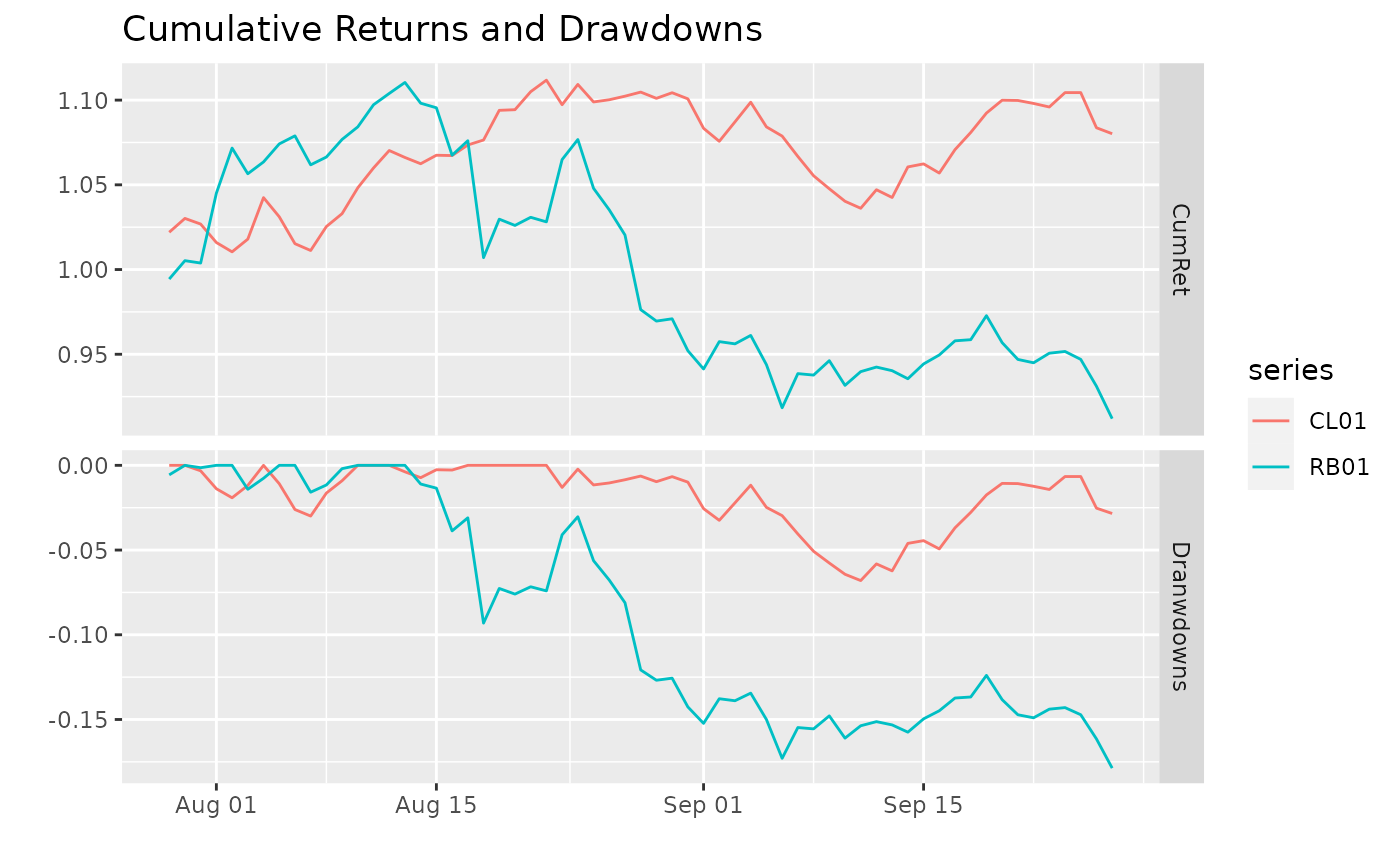 Cumulative Returns and Drawdowns
1.10
1.05
1.00
0.95
CumRet
0.00
-0.05
-0.10
-0.15
Dranwdowns
Aug 01
Aug 15
Sep 01
Sep 15
series
CL01
RB01